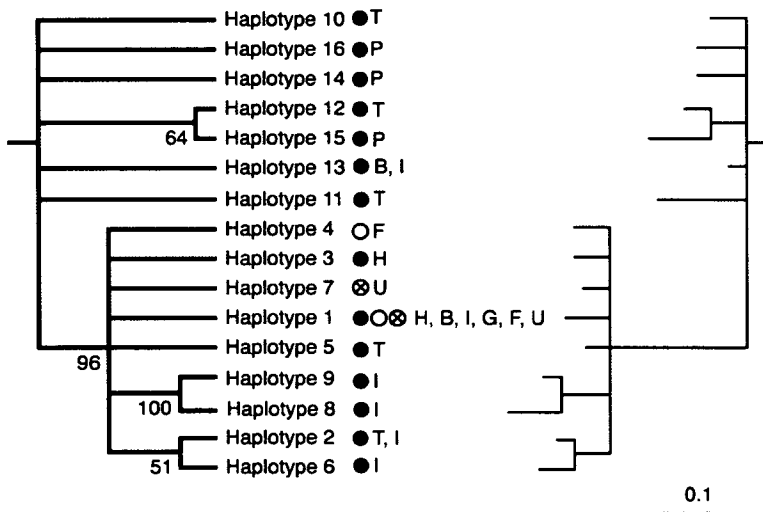 Haplotype 10 ● T
Haplotype 16 ● P
Haplotype 14 ● P
Haplotype 12 ● T
64
Haplotype 15 ● P
Haplotype 13 ● B, I
Haplotype 11 ● T
Haplotype 4 ○ F
Haplotype 3 ● H
Haplotype 7 ⊗ U
Haplotype 1 ●○⊗ H, B, I, G, F, U
Haplotype 5 ● T
96
Haplotype 9 ● I
100
Haplotype 8 ● I
Haplotype 2 ● T, I
51
Haplotype 6 ● I
0.1